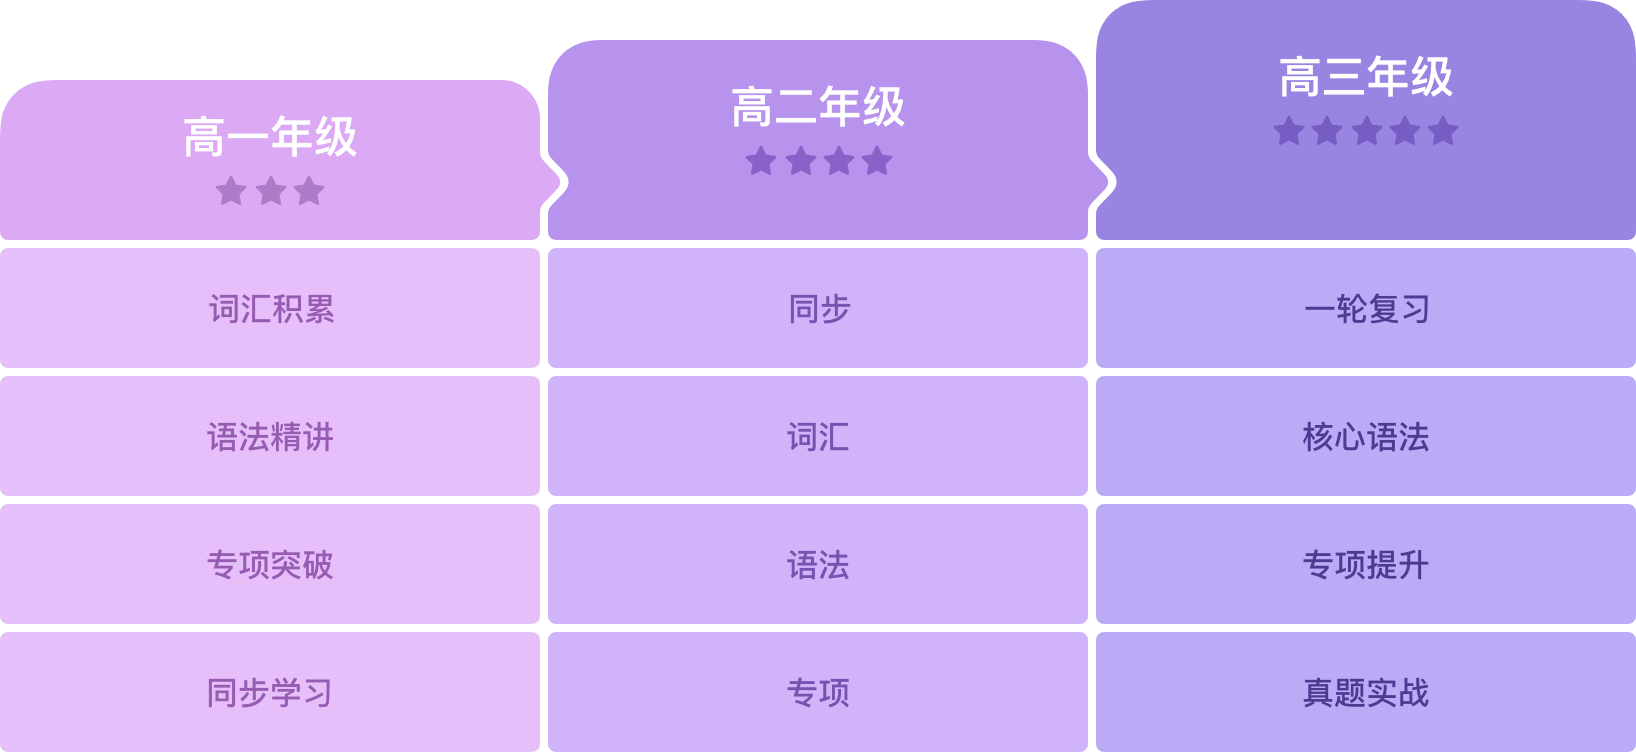 高一年级
高二年级
高三年级
词汇积累
同步
一轮复习
语法精讲
词汇
核心语法
专项突破
语法
专项提升
同步学习
专项
真题实战